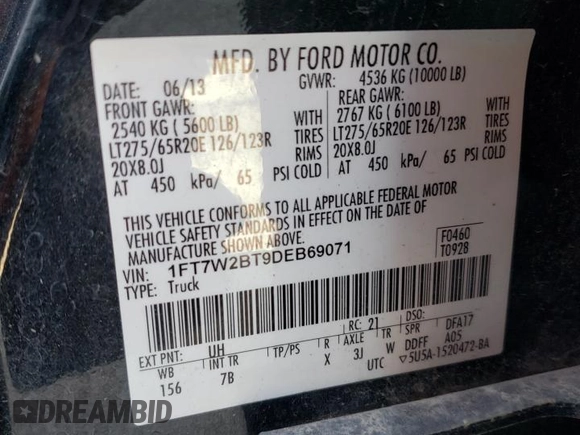 MFD. BY FORD MOTOR CO.
DATE: 06/13 GVWR: 4536 KG (10000 LB)
FRONT GAWR: REAR GAWR:
2540 KG ( 5600 LB) 2767 KG ( 6100 LB)
LT275/65R20E 126/123R TIRES LT275/65R20E 126/123R TIRES
20X8.0J RIMS 20X8.0J RIMS
AT 450 kPa/ 65 PSI COLD AT 450 kPa/ 65 PSI COLD
THIS VEHICLE CONFORMS TO ALL APPLICABLE FEDERAL MOTOR
VEHICLE SAFETY STANDARDS IN EFFECT ON THE DATE OF
MANUFACTURE SHOWN ABOVE.
VIN: 1FT7W2BT9DEB69071 F0460
TYPE: Truck T0928
EXT PNT: UH RC: 21 DSO:
WB INT TR TP/PS R AXLE TR DFA17
156 7B X 3J W DDFF A05
UTC ▽5U5A-1520472-BA
DREAMBID